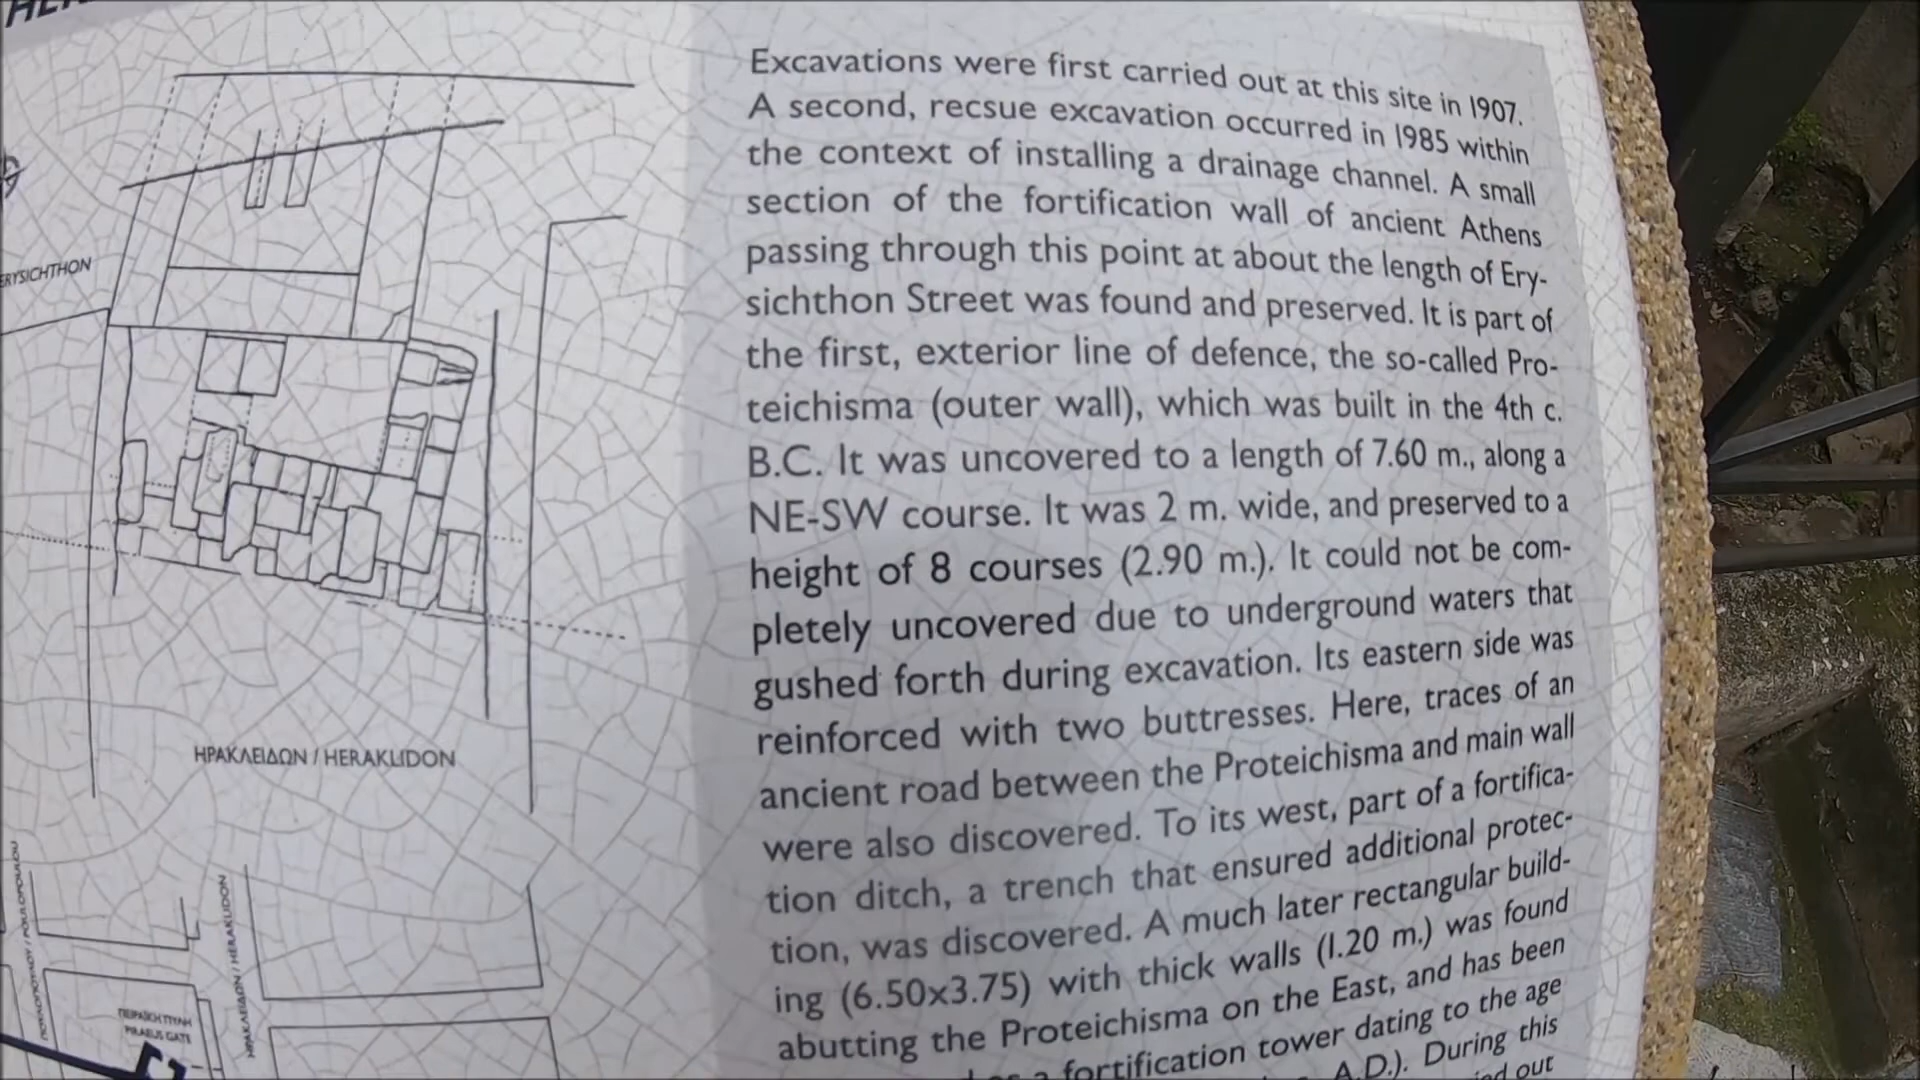 ERYSICHTHON
ΗΡΑΚΛΕΙΔΩΝ / HERAKLIDON
ΗΡΑΚΛΕΙΔΩΝ / HERAKLIDON
ΠΕΙΡΑΪΚΗ ΠΥΛΗ
PIRAEUS GATE
Excavations were first carried out at this site in 1907.
A second, recsue excavation occurred in 1985 within
the context of installing a drainage channel. A small
section of the fortification wall of ancient Athens
passing through this point at about the length of Ery-
sichthon Street was found and preserved. It is part of
the first, exterior line of defence, the so-called Pro-
teichisma (outer wall), which was built in the 4th c.
B.C. It was uncovered to a length of 7.60 m., along a
NE-SW course. It was 2 m. wide, and preserved to a
height of 8 courses (2.90 m.). It could not be com-
pletely uncovered due to underground waters that
gushed forth during excavation. Its eastern side was
reinforced with two buttresses. Here, traces of an
ancient road between the Proteichisma and main wall
were also discovered. To its west, part of a fortifica-
tion ditch, a trench that ensured additional protec-
tion, was discovered. A much later rectangular build-
ing (6.50x3.75) with thick walls (1.20 m.) was found
abutting the Proteichisma on the East, and has been
a fortification tower dating to the age
A.D.). During this
out